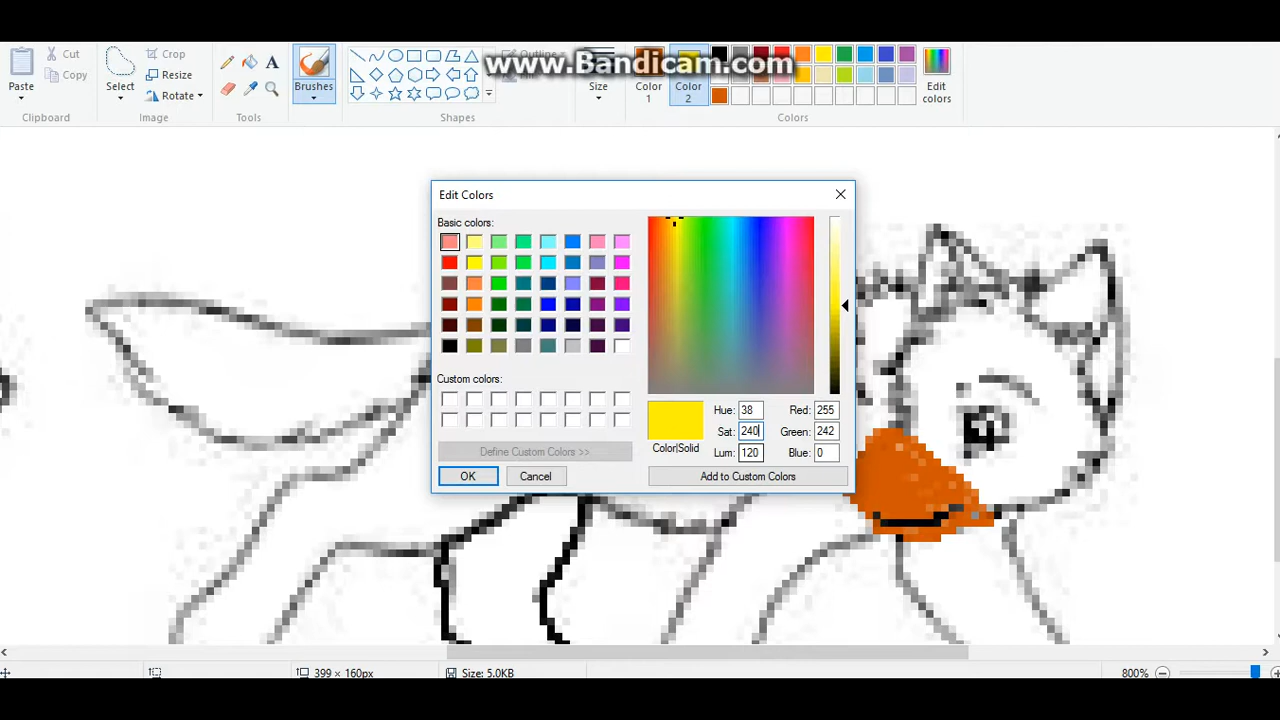 www.Bandicam.com
Cut
Copy
Paste
Crop
Resize
Rotate
Select
Brushes
Outline
Size
Color
1
Color
2
Edit
colors
Clipboard
Image
Tools
Shapes
Colors
Edit Colors
Basic colors:
Custom colors:
Define Custom Colors >>
OK
Cancel
Hue: 38
Sat: 240
Lum: 120
Red: 255
Green: 242
Blue: 0
Color|Solid
Add to Custom Colors
399 × 160px
Size: 5.0KB
800%